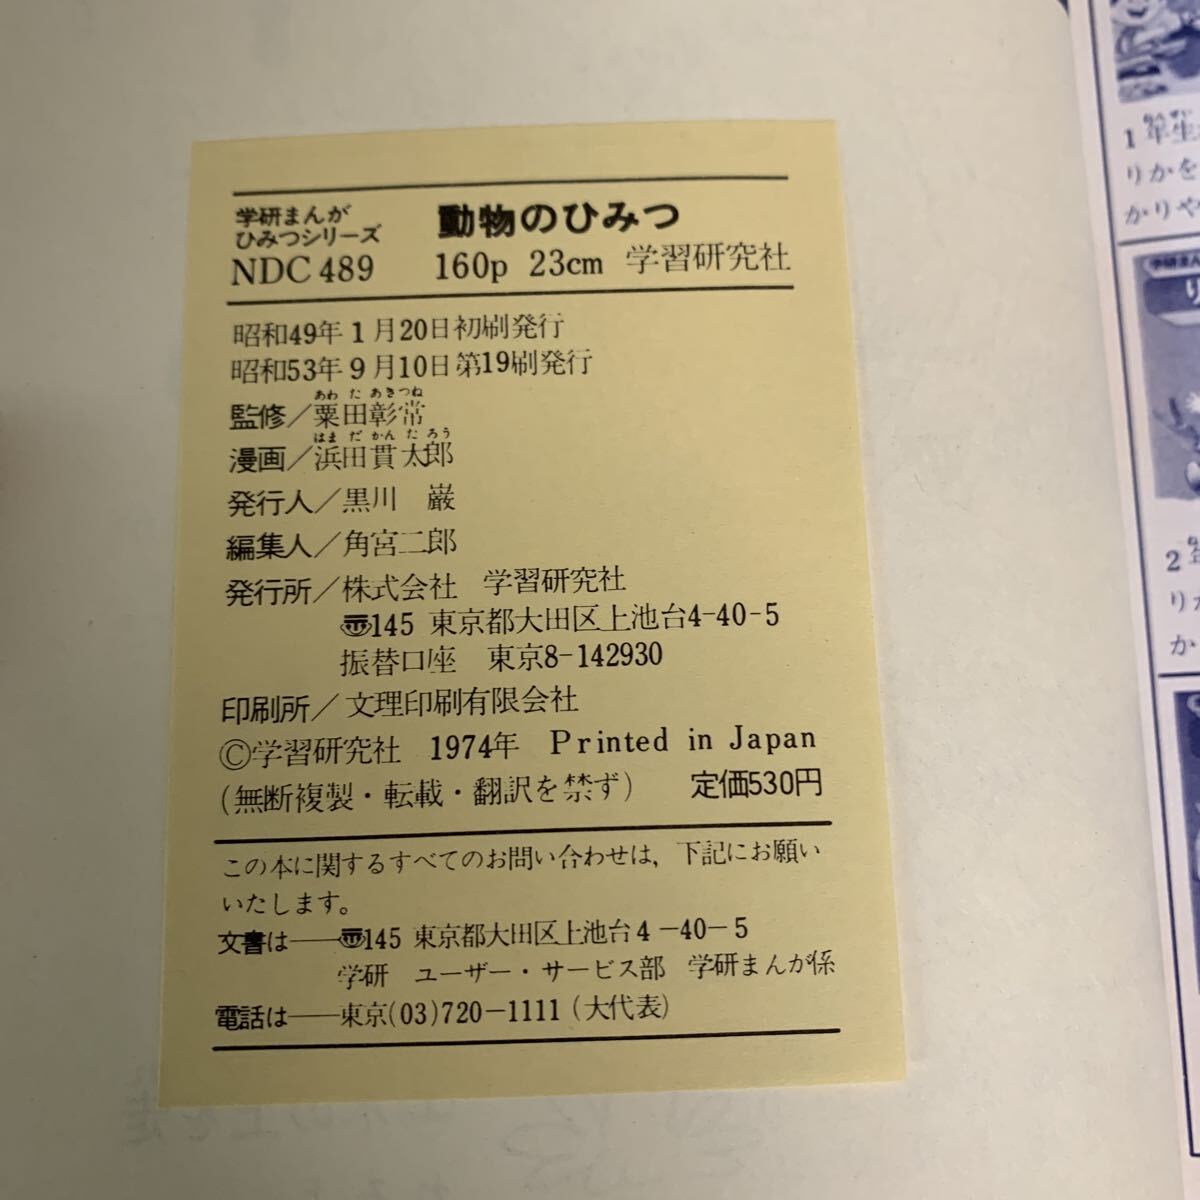 学研まんが
ひみつシリーズ
動物のひみつ
NDC 489 160p 23cm 学習研究社
昭和49年1月20日初刷発行
昭和53年9月10日第19刷発行
あわ た あきつね
監修／粟田彰常
はま だ かん た ろう
漫画／浜田貫太郎
発行人／黒川 巌
編集人／角宮二郎
発行所／株式会社 学習研究社
〠145 東京都大田区上池台4-40-5
振替口座 東京8-142930
印刷所／文理印刷有限会社
©学習研究社 1974年 Printed in Japan
(無断複製・転載・翻訳を禁ず) 定価530円
この本に関するすべてのお問い合わせは、下記にお願い
いたします。
文書は──〠145 東京都大田区上池台4-40-5
学研 ユーザー・サービス部 学研まんが係
電話は──東京(03)720-1111（大代表）
1年生
りかを
かりや
学研まん
り
2
りか
か